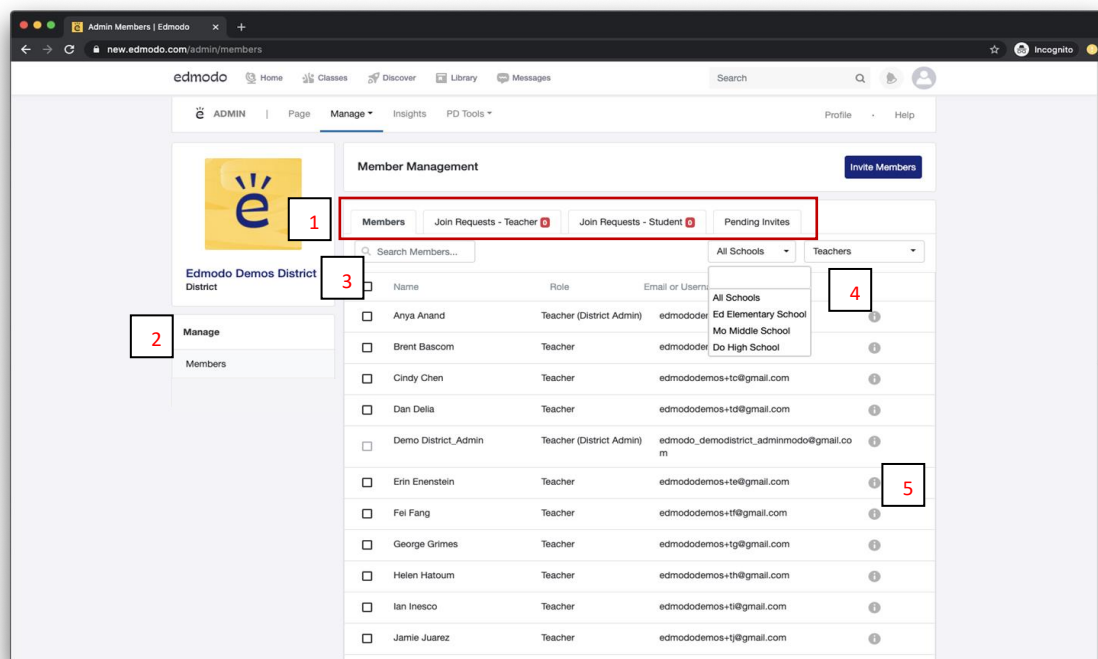 Admin Members | Edmodo × +
new.edmodo.com/admin/members Incognito
edmodo Home Classes Discover Library Messages Search
ADMIN | Page Manage Insights PD Tools Profile · Help
Member Management Invite Members
1 Members Join Requests - Teacher 0 Join Requests - Student 0 Pending Invites
Search Members... All Schools Teachers
Edmodo Demos District
District
3
4
Name Role Email or Userna
All Schools
Ed Elementary School
Mo Middle School
Do High School
Anya Anand Teacher (District Admin) edmododer
2 Manage
Members
Brent Bascom Teacher edmododer
Cindy Chen Teacher edmododemos+tc@gmail.com
Dan Delia Teacher edmododemos+td@gmail.com
Demo District_Admin Teacher (District Admin) edmodo_demodistrict_adminmodo@gmail.co
m
Erin Enenstein Teacher edmododemos+te@gmail.com
5
Fei Fang Teacher edmododemos+tf@gmail.com
George Grimes Teacher edmododemos+tg@gmail.com
Helen Hatoum Teacher edmododemos+th@gmail.com
Ian Inesco Teacher edmododemos+ti@gmail.com
Jamie Juarez Teacher edmododemos+tj@gmail.com